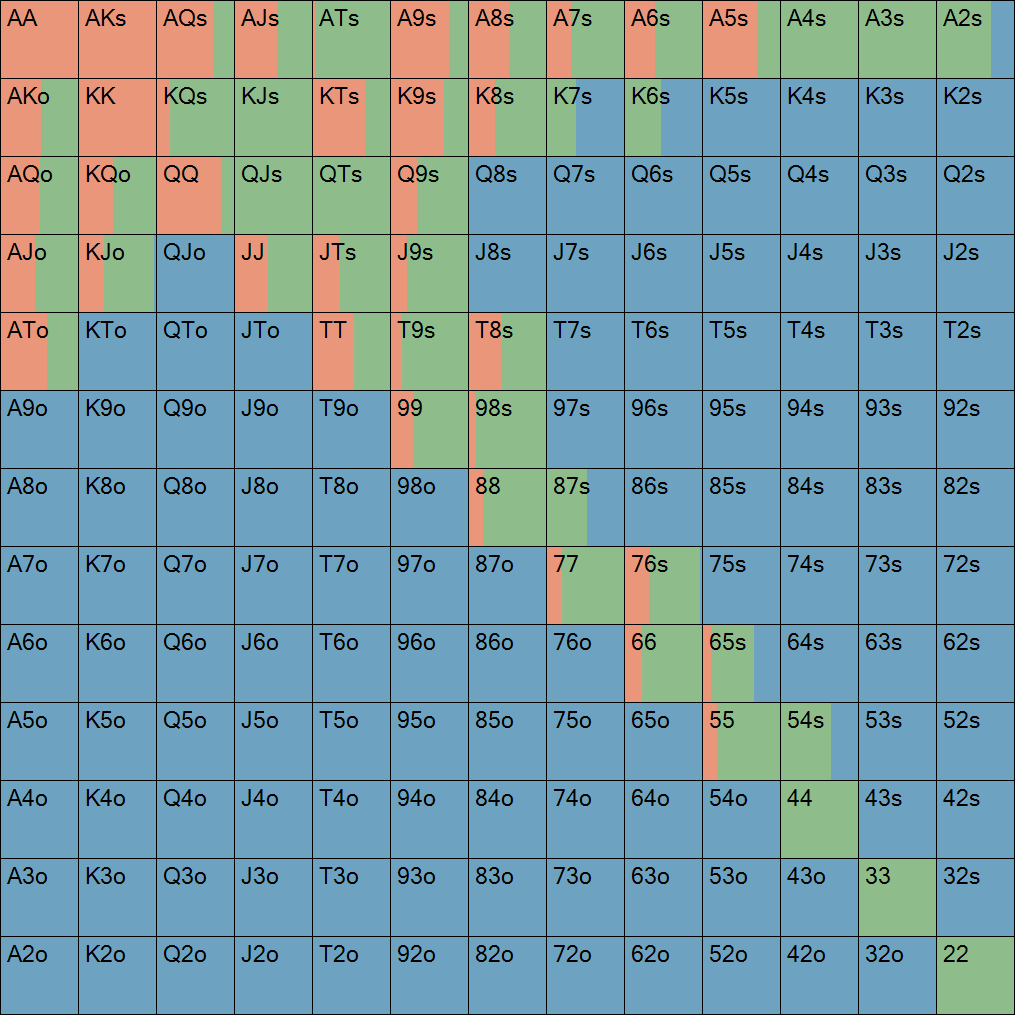 AA AKs AQs AJs ATs A9s A8s A7s A6s A5s A4s A3s A2s
AKo KK KQs KJs KTs K9s K8s K7s K6s K5s K4s K3s K2s
AQo KQo QQ QJs QTs Q9s Q8s Q7s Q6s Q5s Q4s Q3s Q2s
AJo KJo QJo JJ JTs J9s J8s J7s J6s J5s J4s J3s J2s
ATo KTo QTo JTo TT T9s T8s T7s T6s T5s T4s T3s T2s
A9o K9o Q9o J9o T9o 99 98s 97s 96s 95s 94s 93s 92s
A8o K8o Q8o J8o T8o 98o 88 87s 86s 85s 84s 83s 82s
A7o K7o Q7o J7o T7o 97o 87o 77 76s 75s 74s 73s 72s
A6o K6o Q6o J6o T6o 96o 86o 76o 66 65s 64s 63s 62s
A5o K5o Q5o J5o T5o 95o 85o 75o 65o 55 54s 53s 52s
A4o K4o Q4o J4o T4o 94o 84o 74o 64o 54o 44 43s 42s
A3o K3o Q3o J3o T3o 93o 83o 73o 63o 53o 43o 33 32s
A2o K2o Q2o J2o T2o 92o 82o 72o 62o 52o 42o 32o 22